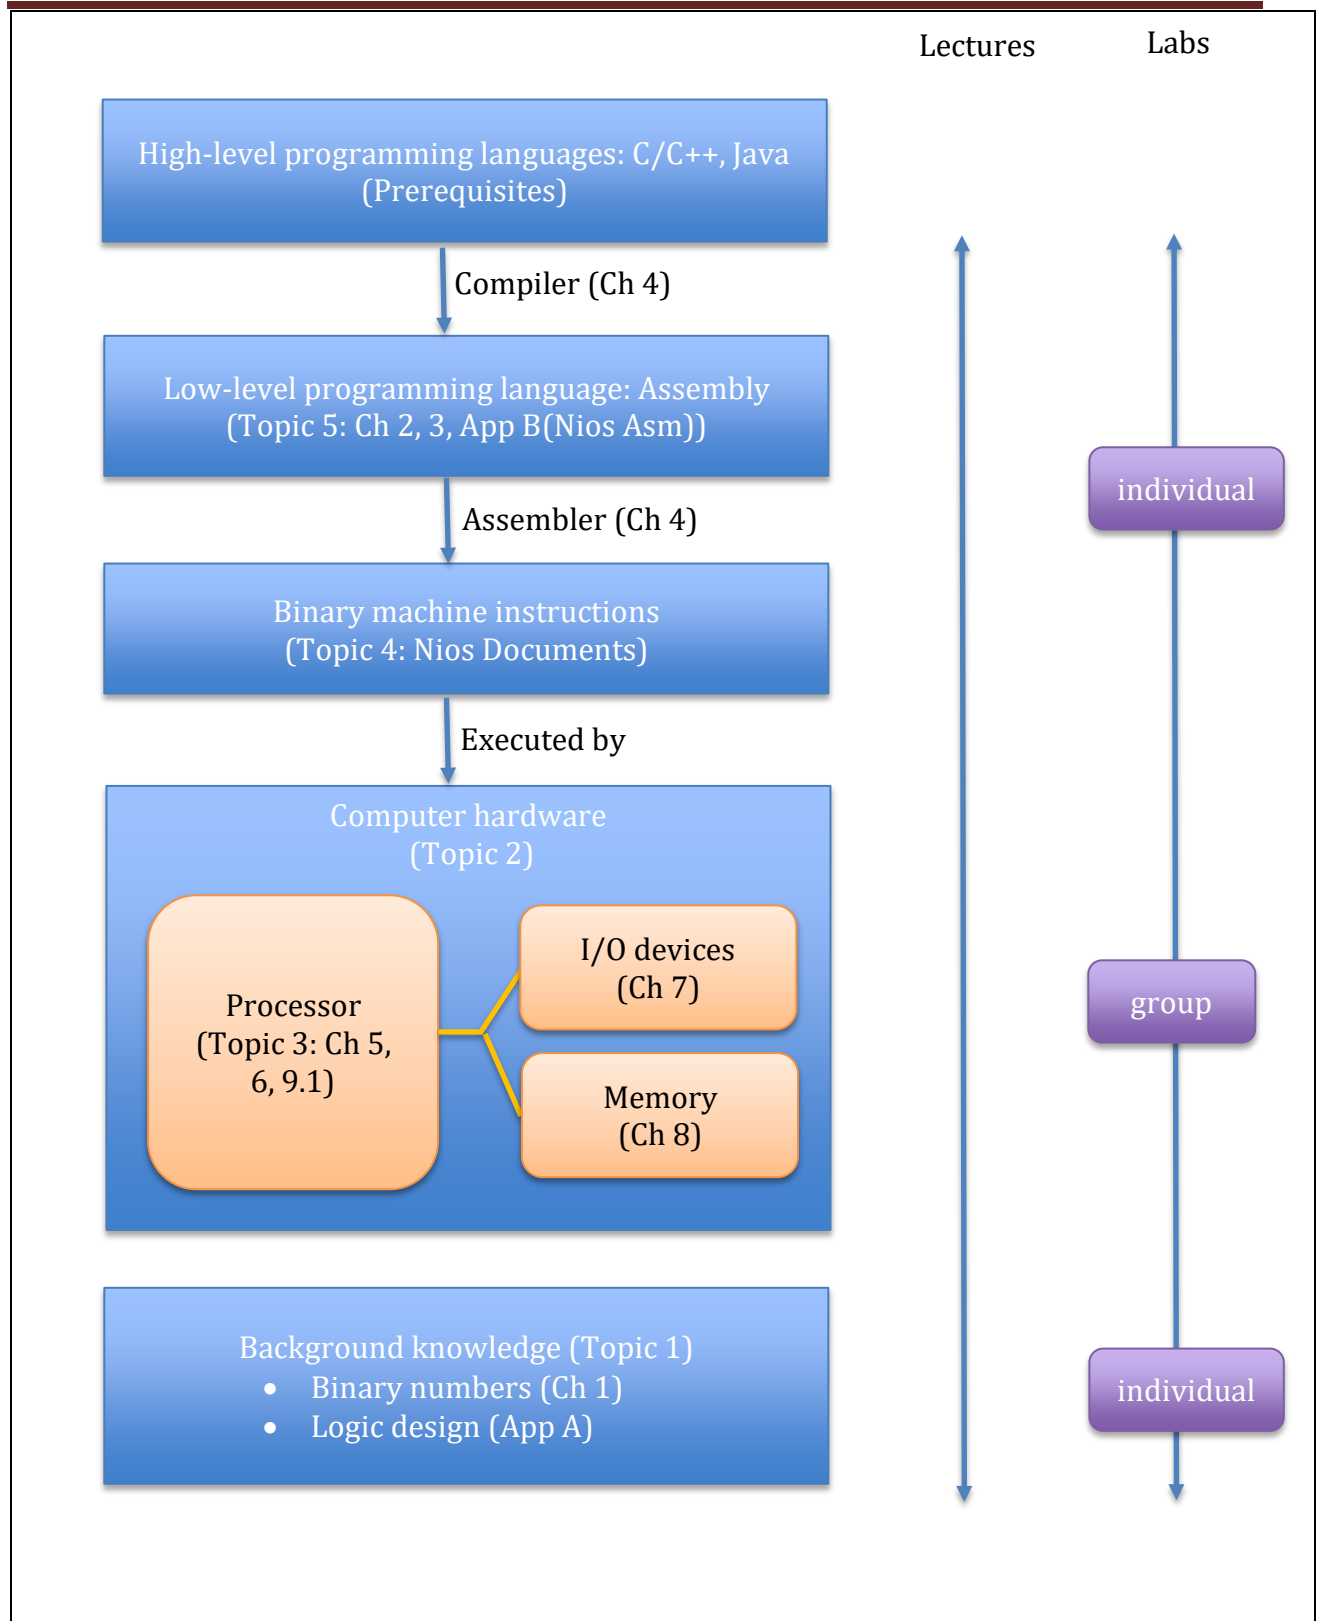 Lectures
Labs
High-level programming languages: C/C++, Java
(Prerequisites)
Compiler (Ch 4)
Low-level programming language: Assembly
(Topic 5: Ch 2, 3, App B(Nios Asm))
individual
Assembler (Ch 4)
Binary machine instructions
(Topic 4: Nios Documents)
Executed by
Computer hardware
(Topic 2)
Processor
(Topic 3: Ch 5,
6, 9.1)
I/O devices
(Ch 7)
Memory
(Ch 8)
group
Background knowledge (Topic 1)
• Binary numbers (Ch 1)
• Logic design (App A)
individual